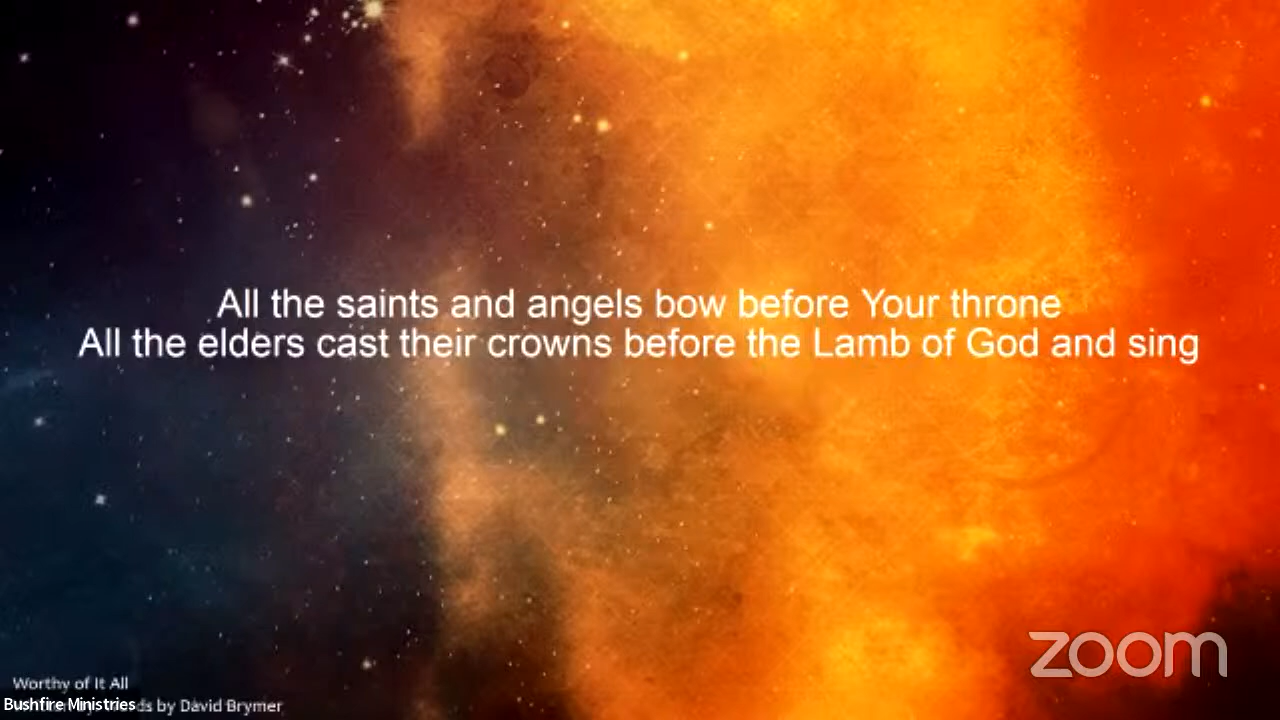 All the saints and angels bow before Your throne
All the elders cast their crowns before the Lamb of God and sing
zoom
Worthy of It All
Bushfire Ministries
by David Brymer